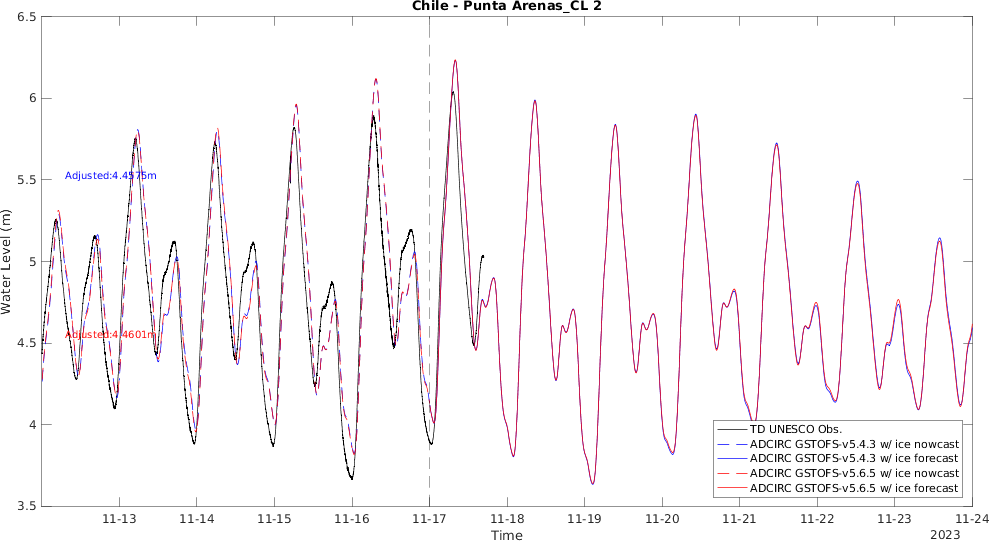 Chile - Punta Arenas_CL 2
6.5
6
5.5
5
4.5
4
3.5
Water Level (m)
Adjusted:4.4575m
Adjusted:4.4601m
TD UNESCO Obs.
ADCIRC GSTOFS-v5.4.3 w/ ice nowcast
ADCIRC GSTOFS-v5.4.3 w/ ice forecast
ADCIRC GSTOFS-v5.6.5 w/ ice nowcast
ADCIRC GSTOFS-v5.6.5 w/ ice forecast
11-13 11-14 11-15 11-16 11-17 11-18 11-19 11-20 11-21 11-22 11-23 11-24
Time
2023